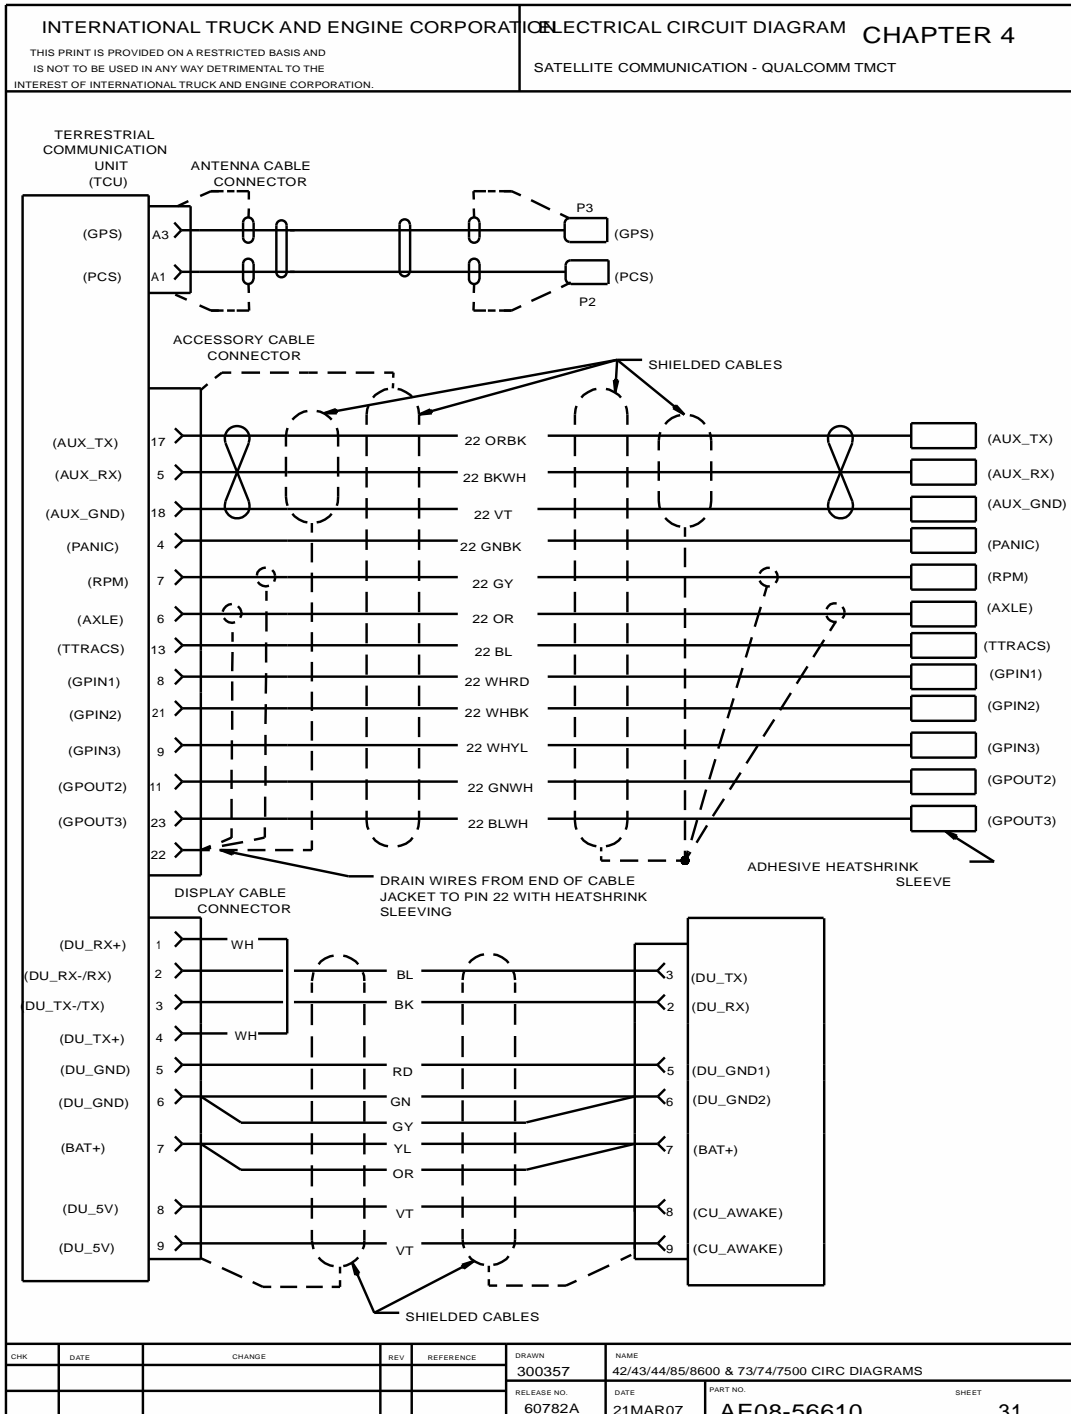 INTERNATIONAL TRUCK AND ENGINE CORPORATION
THIS PRINT IS PROVIDED ON A RESTRICTED BASIS AND
IS NOT TO BE USED IN ANY WAY DETRIMENTAL TO THE
INTEREST OF INTERNATIONAL TRUCK AND ENGINE CORPORATION.
ELECTRICAL CIRCUIT DIAGRAM
CHAPTER 4
SATELLITE COMMUNICATION - QUALCOMM TMCT
TERRESTRIAL
COMMUNICATION
UNIT
(TCU)
ANTENNA CABLE
CONNECTOR
P3
(GPS) A3 (GPS)
(PCS) A1 (PCS)
P2
ACCESSORY CABLE
CONNECTOR
SHIELDED CABLES
(AUX_TX) 17 22 ORBK (AUX_TX)
(AUX_RX) 5 22 BKWH (AUX_RX)
(AUX_GND) 18 22 VT (AUX_GND)
(PANIC) 4 22 GNBK (PANIC)
(RPM) 7 22 GY (RPM)
(AXLE) 6 22 OR (AXLE)
(TTRACS) 13 22 BL (TTRACS)
(GPIN1) 8 22 WHRD (GPIN1)
(GPIN2) 21 22 WHBK (GPIN2)
(GPIN3) 9 22 WHYL (GPIN3)
(GPOUT2) 11 22 GNWH (GPOUT2)
(GPOUT3) 23 22 BLWH (GPOUT3)
22
ADHESIVE HEATSHRINK
SLEEVE
DRAIN WIRES FROM END OF CABLE
JACKET TO PIN 22 WITH HEATSHRINK
SLEEVING
DISPLAY CABLE
CONNECTOR
(DU_RX+) 1 WH
(DU_RX-/RX) 2 BL 3 (DU_TX)
(DU_TX-/TX) 3 BK 2 (DU_RX)
(DU_TX+) 4 WH
(DU_GND) 5 RD 5 (DU_GND1)
(DU_GND) 6 GN 6 (DU_GND2)
GY
(BAT+) 7 YL 7 (BAT+)
OR
(DU_5V) 8 VT 8 (CU_AWAKE)
(DU_5V) 9 VT 9 (CU_AWAKE)
SHIELDED CABLES
CHK DATE CHANGE REV REFERENCE
DRAWN
300357
NAME
42/43/44/85/8600 & 73/74/7500 CIRC DIAGRAMS
RELEASE NO.
60782A
DATE
21MAR07
PART NO.
AE08-56610
SHEET
31